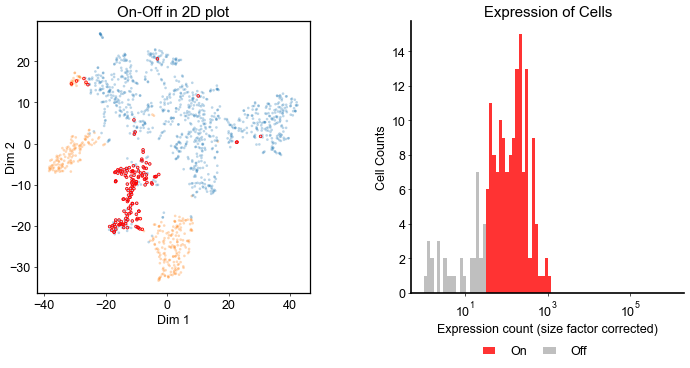 On-Off in 2D plot
Dim 2
20
10
0
−10
−20
−30
−40 −20 0 20 40
Dim 1
Expression of Cells
Cell Counts
14
12
10
8
6
4
2
0
10^1 10^3 10^5
Expression count (size factor corrected)
On Off